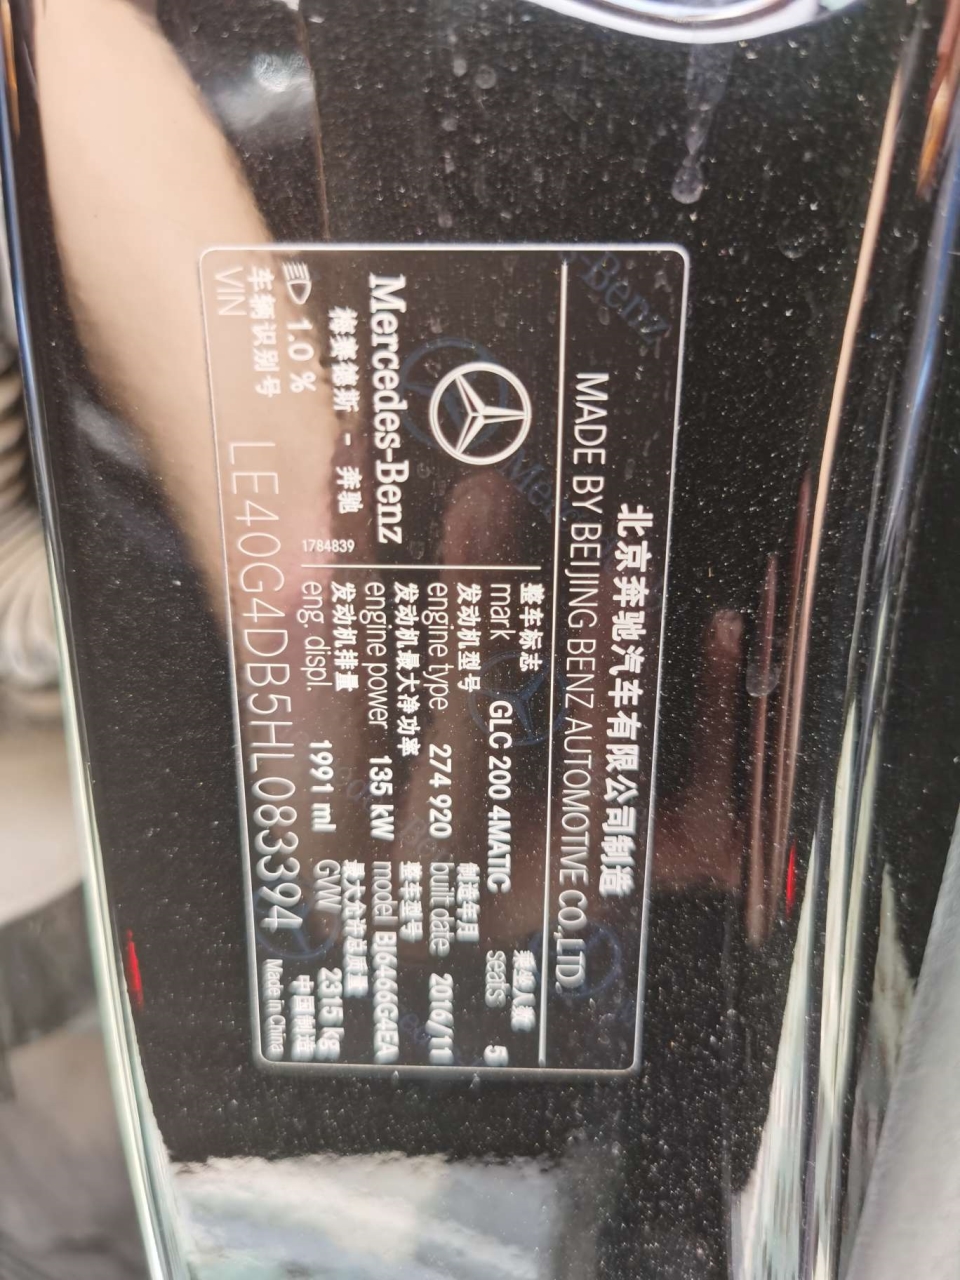 北京奔驰汽车有限公司制造
MADE BY BEIJING BENZ AUTOMOTIVE CO.,LTD.
Mercedes-Benz
梅赛德斯 - 奔驰
1.0 %
1784839
整车标志 乘坐人数
mark GLC 200 4MATIC seats 5
发动机型号 制造年月
engine type 274 920 built date 2016/11
发动机最大净功率 整车型号
engine power 135 kW model BJ6466G4EA
发动机排量 最大允许总质量
eng. displ. 1991 ml GVW 2315 kg
车辆识别号 中国制造
VIN LE40G4DB5HL083394 Made in China